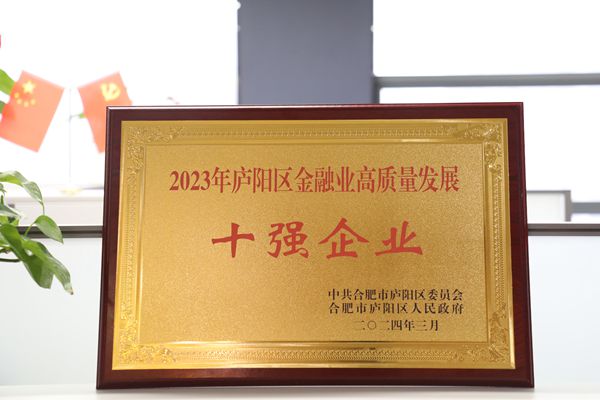 2023年庐阳区金融业高质量发展
十强企业
中共合肥市庐阳区委员会
合肥市庐阳区人民政府
二〇二四年三月